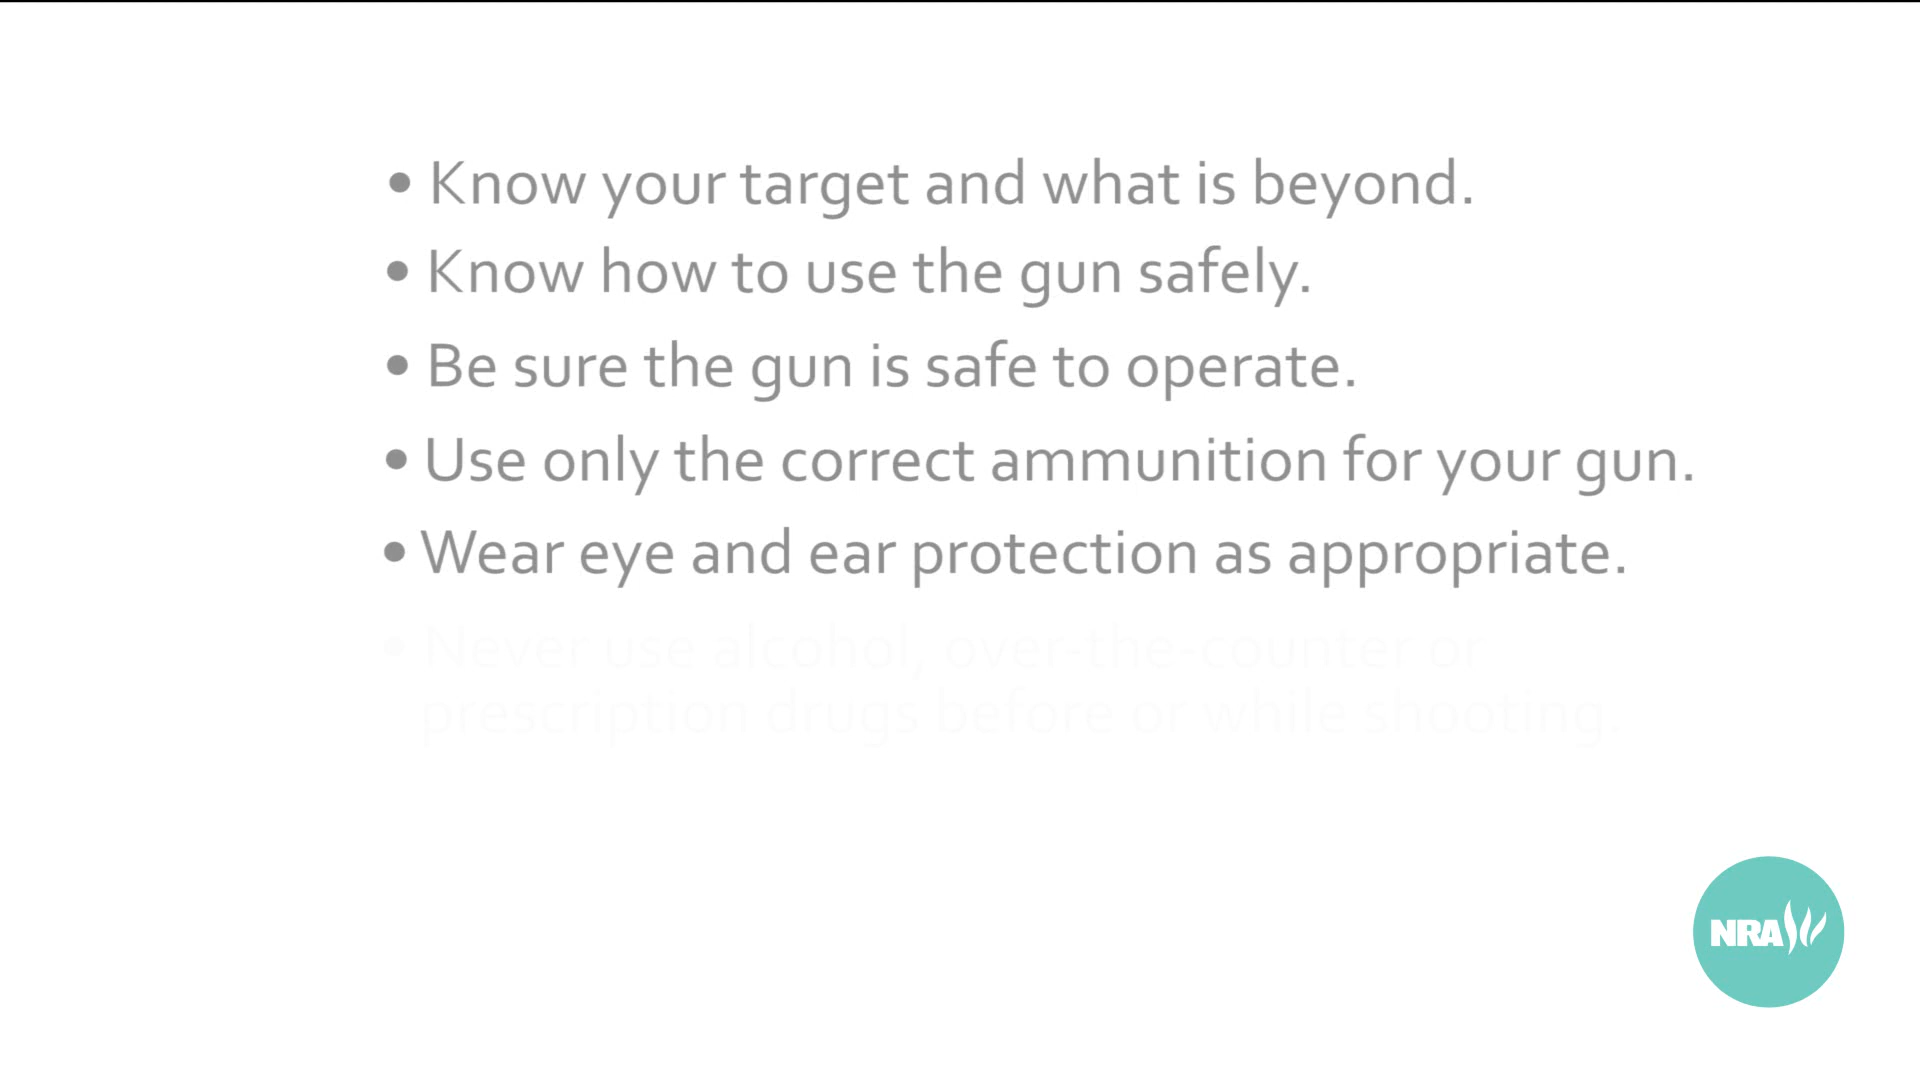 • Know your target and what is beyond.
• Know how to use the gun safely.
• Be sure the gun is safe to operate.
• Use only the correct ammunition for your gun.
• Wear eye and ear protection as appropriate.
• Never use alcohol, over-the-counter or
prescription drugs before or while shooting.
NRA